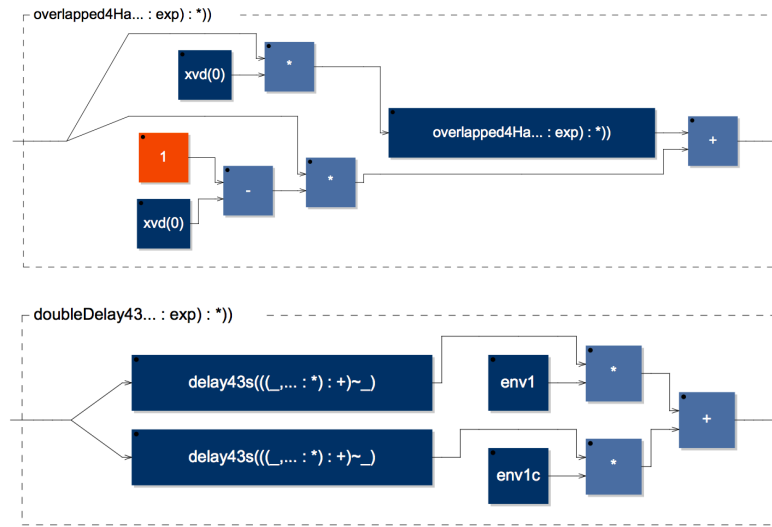 overlapped4Ha... : exp) : *))
xvd(0)
*
overlapped4Ha... : exp) : *))
+
1
-
*
xvd(0)
doubleDelay43... : exp) : *))
delay43s(((_,... : *) : +)~_)
env1
*
+
delay43s(((_,... : *) : +)~_)
env1c
*